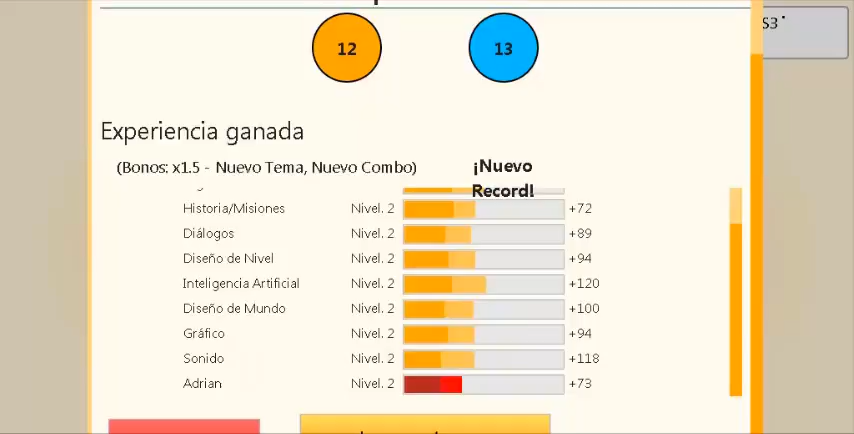 S3
12 13
Experiencia ganada
(Bonos: x1.5 - Nuevo Tema, Nuevo Combo)
¡Nuevo
Record!
Historia/Misiones Nivel. 2 +72
Diálogos Nivel. 2 +89
Diseño de Nivel Nivel. 2 +94
Inteligencia Artificial Nivel. 2 +120
Diseño de Mundo Nivel. 2 +100
Gráfico Nivel. 2 +94
Sonido Nivel. 2 +118
Adrian Nivel. 2 +73